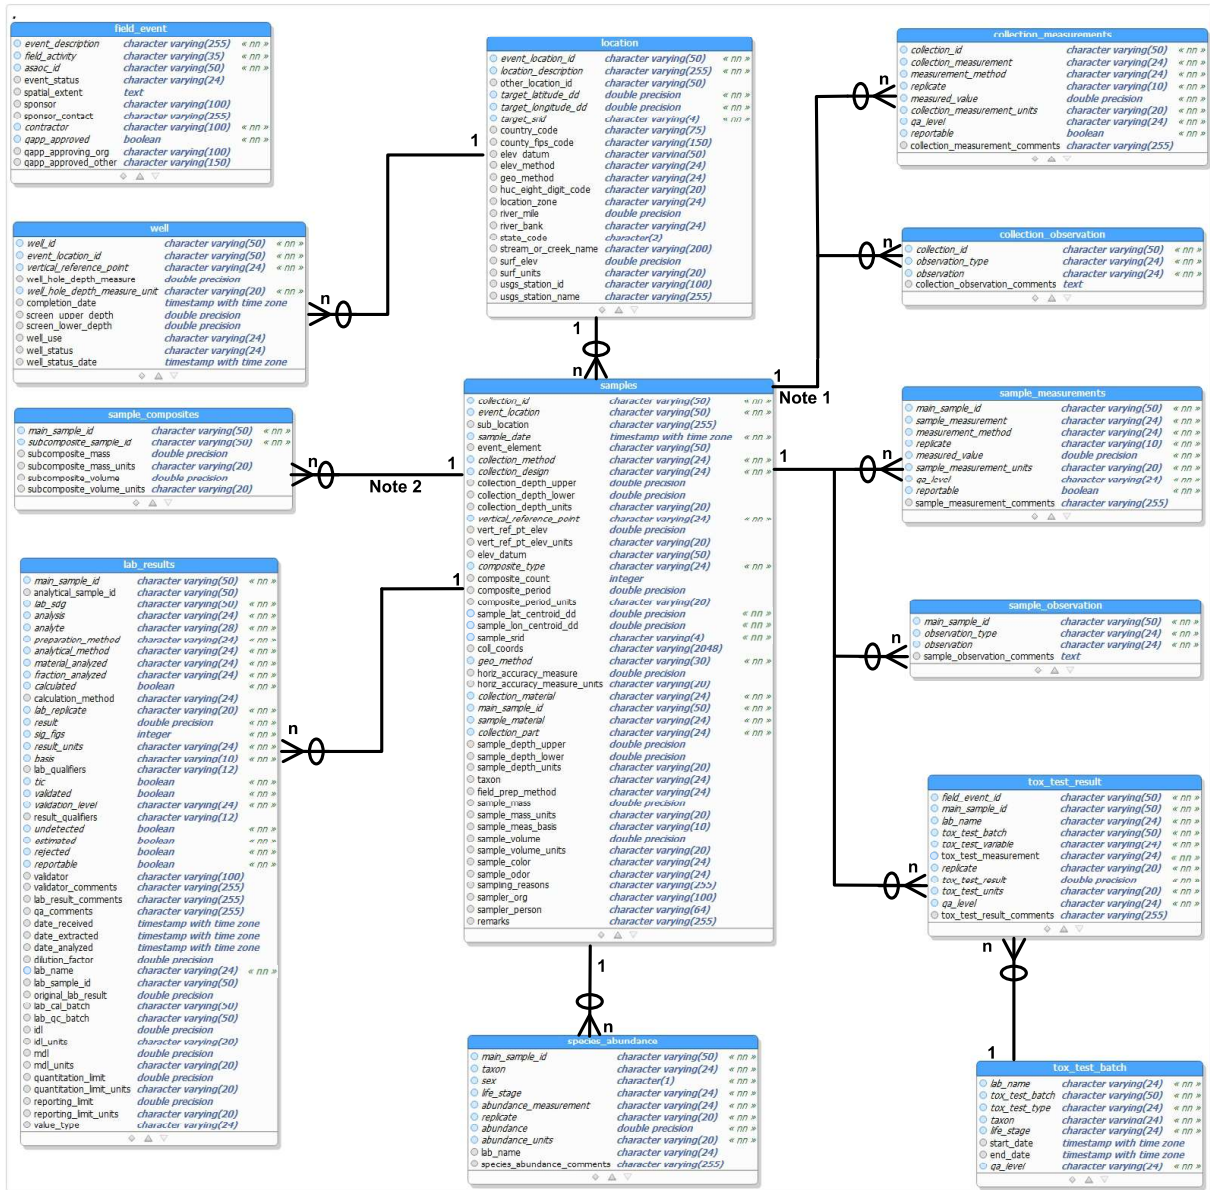 field_event
event_description character varying(255) « nn »
field_activity character varying(35) « nn »
asaoc_id character varying(50) « nn »
event_status character varying(24)
spatial_extent text
sponsor character varying(100)
sponsor_contact character varying(255)
contractor character varying(100) « nn »
qapp_approved boolean « nn »
qapp_approving_org character varying(100)
qapp_approved_other character varying(150)
location
event_location_id character varying(50) « nn »
location_description character varying(255) « nn »
other_location_id character varying(50)
target_latitude_dd double precision « nn »
target_longitude_dd double precision « nn »
target_srid character varying(4) « nn »
country_code character varying(75)
county_fips_code character varying(150)
elev_datum character varying(50)
elev_method character varying(24)
geo_method character varying(24)
huc_eight_digit_code character varying(20)
location_zone character varying(24)
river_mile double precision
river_bank character varying(24)
state_code character(2)
stream_or_creek_name character varying(200)
surf_elev double precision
surf_units character varying(20)
usgs_station_id character varying(100)
usgs_station_name character varying(255)
collection_measurements
collection_id character varying(50) « nn »
collection_measurement character varying(24) « nn »
measurement_method character varying(24) « nn »
replicate character varying(10) « nn »
measured_value double precision « nn »
collection_measurement_units character varying(20) « nn »
qa_level character varying(24) « nn »
reportable boolean « nn »
collection_measurement_comments character varying(255)
well
well_id character varying(50) « nn »
event_location_id character varying(50) « nn »
vertical_reference_point character varying(24) « nn »
well_hole_depth_measure double precision
well_hole_depth_measure_unit character varying(20) « nn »
completion_date timestamp with time zone
screen_upper_depth double precision
screen_lower_depth double precision
well_use character varying(24)
well_status character varying(24)
well_status_date timestamp with time zone
collection_observation
collection_id character varying(50) « nn »
observation_type character varying(24) « nn »
observation character varying(24) « nn »
collection_observation_comments text
sample_composites
main_sample_id character varying(50) « nn »
subcomposite_sample_id character varying(50) « nn »
subcomposite_mass double precision
subcomposite_mass_units character varying(20)
subcomposite_volume double precision
subcomposite_volume_units character varying(20)
samples
collection_id character varying(50) « nn »
event_location character varying(50) « nn »
sub_location character varying(255)
sample_date timestamp with time zone « nn »
event_element character varying(50)
collection_method character varying(24) « nn »
collection_design character varying(24) « nn »
collection_depth_upper double precision
collection_depth_lower double precision
collection_depth_units character varying(20)
vertical_reference_point character varying(24) « nn »
vert_ref_pt_elev double precision
vert_ref_pt_elev_units character varying(20)
elev_datum character varying(50)
composite_type character varying(24) « nn »
composite_count integer
composite_period double precision
composite_period_units character varying(20)
sample_lat_centroid_dd double precision « nn »
sample_lon_centroid_dd double precision « nn »
sample_srid character varying(4) « nn »
coll_coords character varying(2048)
geo_method character varying(30) « nn »
horiz_accuracy_measure double precision
horiz_accuracy_measure_units character varying(20)
collection_material character varying(24) « nn »
main_sample_id character varying(50) « nn »
sample_material character varying(24) « nn »
collection_part character varying(24) « nn »
sample_depth_upper double precision
sample_depth_lower double precision
sample_depth_units character varying(20)
taxon character varying(24)
field_prep_method character varying(24)
sample_mass double precision
sample_mass_units character varying(20)
sample_meas_basis character varying(10)
sample_volume double precision
sample_volume_units character varying(20)
sample_color character varying(24)
sample_odor character varying(24)
sampling_reasons character varying(255)
sampler_org character varying(100)
sampler_person character varying(64)
remarks character varying(255)
sample_measurements
main_sample_id character varying(50) « nn »
sample_measurement character varying(24) « nn »
measurement_method character varying(24) « nn »
replicate character varying(10) « nn »
measured_value double precision « nn »
sample_measurement_units character varying(20) « nn »
qa_level character varying(24) « nn »
reportable boolean « nn »
sample_measurement_comments character varying(255)
lab_results
main_sample_id character varying(50) « nn »
analytical_sample_id character varying(50)
lab_sdg character varying(50) « nn »
analysis character varying(24) « nn »
analyte character varying(28) « nn »
preparation_method character varying(24) « nn »
analytical_method character varying(24) « nn »
material_analyzed character varying(24) « nn »
fraction_analyzed character varying(24) « nn »
calculated boolean « nn »
calculation_method character varying(24)
lab_replicate character varying(20) « nn »
result double precision « nn »
sig_figs integer « nn »
result_units character varying(24) « nn »
basis character varying(10) « nn »
lab_qualifiers character varying(12)
tic boolean « nn »
validated boolean « nn »
validation_level character varying(24) « nn »
result_qualifiers character varying(12)
undetected boolean « nn »
estimated boolean « nn »
rejected boolean « nn »
reportable boolean « nn »
validator character varying(100)
validator_comments character varying(255)
lab_result_comments character varying(255)
qa_comments character varying(255)
date_received timestamp with time zone
date_extracted timestamp with time zone
date_analyzed timestamp with time zone
dilution_factor double precision
lab_name character varying(24) « nn »
lab_sample_id character varying(50)
original_lab_result double precision
lab_cal_batch character varying(50)
lab_qc_batch character varying(50)
idl double precision
idl_units character varying(20)
mdl double precision
mdl_units character varying(20)
quantitation_limit double precision
quantitation_limit_units character varying(20)
reporting_limit double precision
reporting_limit_units character varying(20)
value_type character varying(24)
sample_observation
main_sample_id character varying(50) « nn »
observation_type character varying(24) « nn »
observation character varying(24) « nn »
sample_observation_comments text
tox_test_result
field_event_id character varying(50) « nn »
main_sample_id character varying(50) « nn »
lab_name character varying(24) « nn »
tox_test_batch character varying(50) « nn »
tox_test_variable character varying(24) « nn »
tox_test_measurement character varying(24) « nn »
replicate character varying(20) « nn »
tox_test_result double precision « nn »
tox_test_units character varying(20) « nn »
qa_level character varying(24) « nn »
tox_test_result_comments character varying(255)
species_abundance
main_sample_id character varying(50) « nn »
taxon character varying(24) « nn »
sex character(1) « nn »
life_stage character varying(24) « nn »
abundance_measurement character varying(24) « nn »
replicate character varying(20) « nn »
abundance double precision « nn »
abundance_units character varying(20) « nn »
lab_name character varying(24)
species_abundance_comments character varying(255)
tox_test_batch
lab_name character varying(24) « nn »
tox_test_batch character varying(50) « nn »
tox_test_type character varying(24) « nn »
taxon character varying(24) « nn »
life_stage character varying(24) « nn »
start_date timestamp with time zone
end_date timestamp with time zone
qa_level character varying(24) « nn »
1
n
1
n
n
n
1
Note 1
1
n
n
n
n
1
Note 2
1
n
1
n
n
1